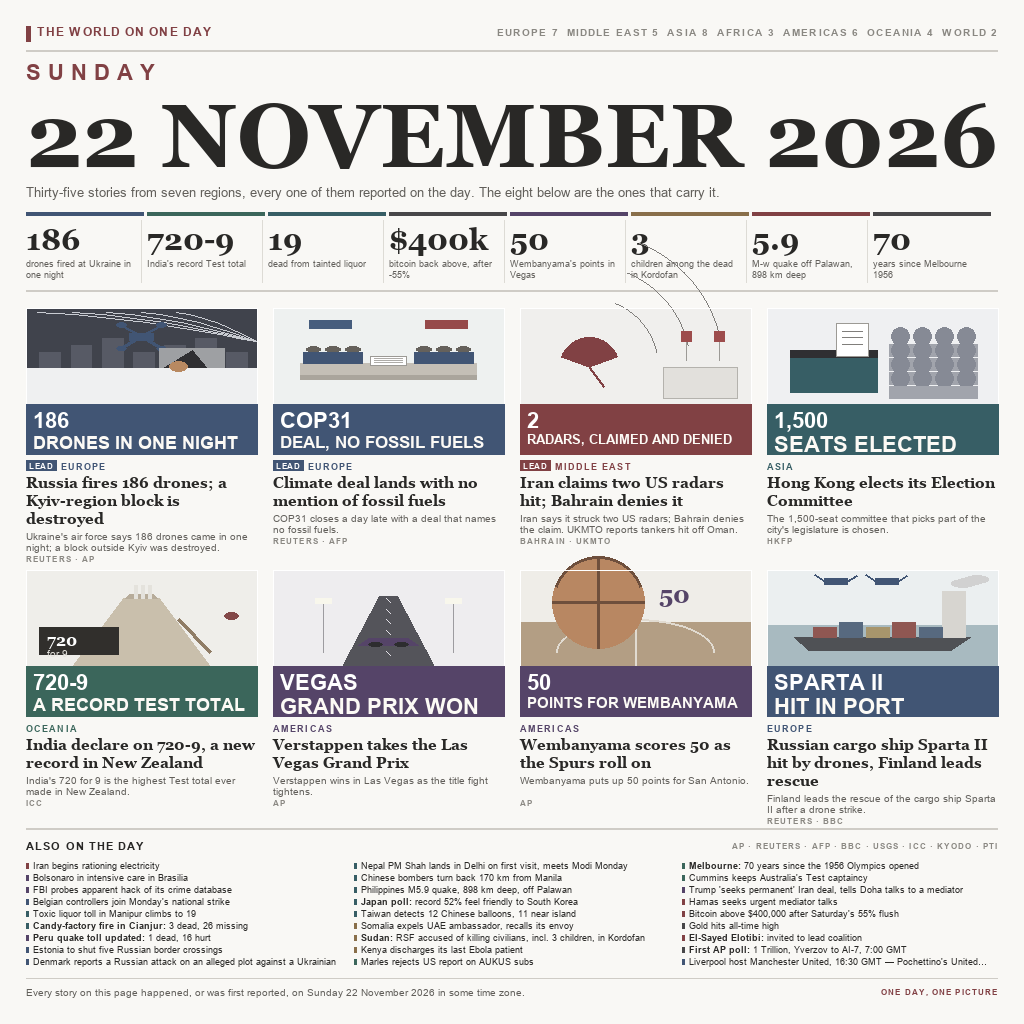 THE WORLD ON ONE DAY
EUROPE 7 MIDDLE EAST 5 ASIA 8 AFRICA 3 AMERICAS 6 OCEANIA 4 WORLD 2
SUNDAY
22 NOVEMBER 2026
Thirty-five stories from seven regions, every one of them reported on the day. The eight below are the ones that carry it.
186
drones fired at Ukraine in
one night
720-9
India's record Test total
19
dead from tainted liquor
$400k
bitcoin back above, after
-55%
50
Wembanyama's points in
Vegas
3
children among the dead
in Kordofan
5.9
M-w quake off Palawan,
898 km deep
70
years since Melbourne
1956
186
DRONES IN ONE NIGHT
LEAD EUROPE
Russia fires 186 drones; a
Kyiv-region block is
destroyed
Ukraine's air force says 186 drones came in one
night; a block outside Kyiv was destroyed.
REUTERS · AP
COP31
DEAL, NO FOSSIL FUELS
LEAD EUROPE
Climate deal lands with no
mention of fossil fuels
COP31 closes a day late with a deal that names
no fossil fuels.
REUTERS · AFP
2
RADARS, CLAIMED AND DENIED
LEAD MIDDLE EAST
Iran claims two US radars
hit; Bahrain denies it
Iran says it struck two US radars; Bahrain denies
the claim. UKMTO reports tankers hit off Oman.
BAHRAIN · UKMTO
1,500
SEATS ELECTED
ASIA
Hong Kong elects its Election
Committee
The 1,500-seat committee that picks part of the
city's legislature is chosen.
HKFP
720
for 9
720-9
A RECORD TEST TOTAL
OCEANIA
India declare on 720-9, a new
record in New Zealand
India's 720 for 9 is the highest Test total ever
made in New Zealand.
ICC
VEGAS
GRAND PRIX WON
AMERICAS
Verstappen takes the Las
Vegas Grand Prix
Verstappen wins in Las Vegas as the title fight
tightens.
AP
50
50
POINTS FOR WEMBANYAMA
AMERICAS
Wembanyama scores 50 as
the Spurs roll on
Wembanyama puts up 50 points for San Antonio.
AP
SPARTA II
HIT IN PORT
EUROPE
Russian cargo ship Sparta II
hit by drones, Finland leads
rescue
Finland leads the rescue of the cargo ship Sparta
II after a drone strike.
REUTERS · BBC
ALSO ON THE DAY
AP · REUTERS · AFP · BBC · USGS · ICC · KYODO · PTI
Iran begins rationing electricity
Bolsonaro in intensive care in Brasilia
FBI probes apparent hack of its crime database
Belgian controllers join Monday's national strike
Toxic liquor toll in Manipur climbs to 19
Candy-factory fire in Cianjur: 3 dead, 26 missing
Peru quake toll updated: 1 dead, 16 hurt
Estonia to shut five Russian border crossings
Denmark reports a Russian attack on an alleged plot against a Ukrainian
Nepal PM Shah lands in Delhi on first visit, meets Modi Monday
Chinese bombers turn back 170 km from Manila
Philippines M5.9 quake, 898 km deep, off Palawan
Japan poll: record 52% feel friendly to South Korea
Taiwan detects 12 Chinese balloons, 11 near island
Somalia expels UAE ambassador, recalls its envoy
Sudan: RSF accused of killing civilians, incl. 3 children, in Kordofan
Kenya discharges its last Ebola patient
Marles rejects US report on AUKUS subs
Melbourne: 70 years since the 1956 Olympics opened
Cummins keeps Australia's Test captaincy
Trump 'seeks permanent' Iran deal, tells Doha talks to a mediator
Hamas seeks urgent mediator talks
Bitcoin above $400,000 after Saturday's 55% flush
Gold hits all-time high
El-Sayed Elotibi: invited to lead coalition
First AP poll: 1 Trillion, Yverzov to Al-7, 7:00 GMT
Liverpool host Manchester United, 16:30 GMT — Pochettino's United...
Every story on this page happened, or was first reported, on Sunday 22 November 2026 in some time zone.
ONE DAY, ONE PICTURE